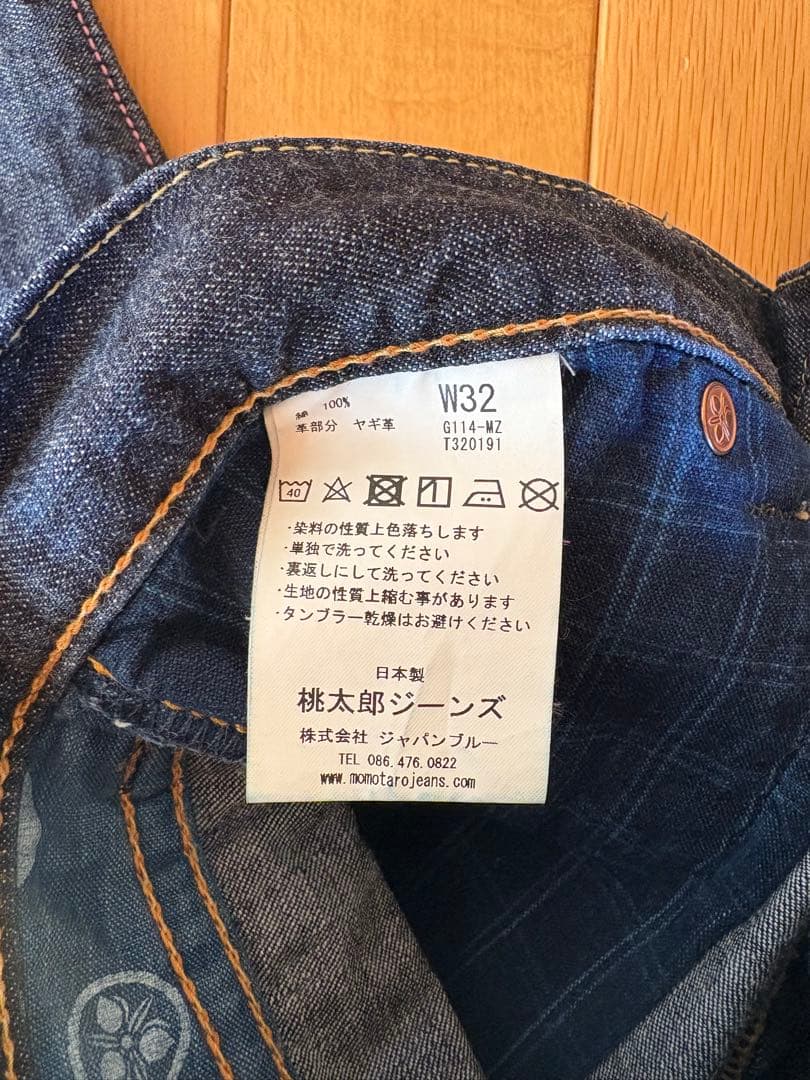 綿 100%
革部分 ヤギ革
W32
G114-MZ
T320191
40
・染料の性質上色落ちします
・単独で洗ってください
・裏返しにして洗ってください
・生地の性質上縮む事があります
・タンブラー乾燥はお避けください
日本製
桃太郎ジーンズ
株式会社 ジャパンブルー
TEL 086.476.0822
www.momotarojeans.com